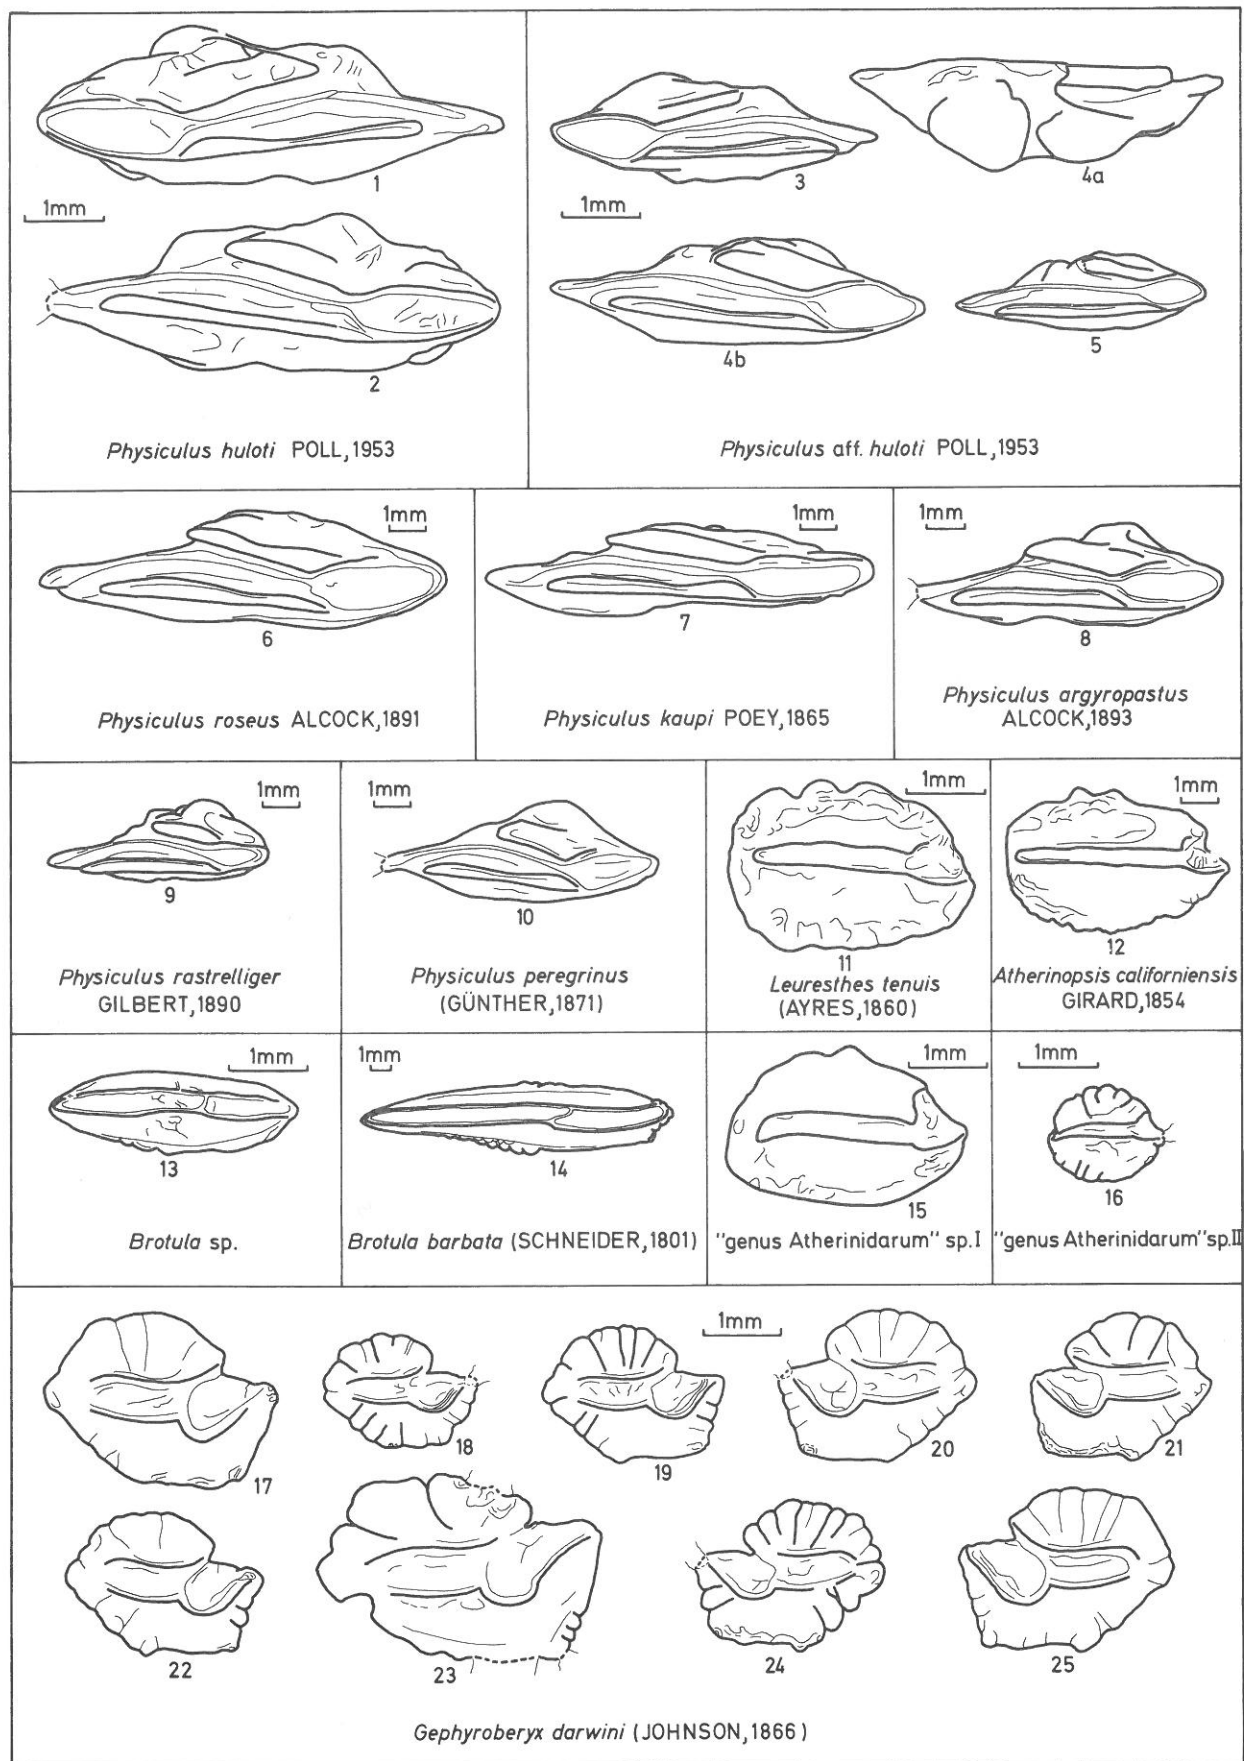 1
1mm
2
Physiculus huloti POLL,1953
3
4a
1mm
4b
5
Physiculus aff. huloti POLL,1953
1mm
6
Physiculus roseus ALCOCK,1891
1mm
7
Physiculus kaupi POEY,1865
1mm
8
Physiculus argyropastus
ALCOCK,1893
1mm
9
Physiculus rastrelliger
GILBERT,1890
1mm
10
Physiculus peregrinus
(GÜNTHER,1871)
1mm
11
Leuresthes tenuis
(AYRES,1860)
1mm
12
Atherinopsis californiensis
GIRARD,1854
1mm
13
Brotula sp.
1mm
14
Brotula barbata (SCHNEIDER,1801)
1mm
15
"genus Atherinidarum" sp.I
1mm
16
"genus Atherinidarum" sp.II
1mm
17
18
19
20
21
22
23
24
25
Gephyroberyx darwini (JOHNSON,1866)